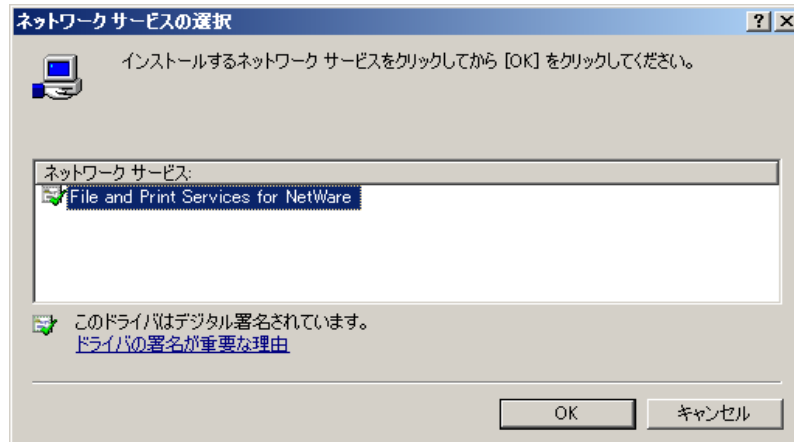 ネットワーク サービスの選択
インストールするネットワーク サービスをクリックしてから [OK] をクリックしてください。
ネットワーク サービス:
File and Print Services for NetWare
このドライバはデジタル署名されています。
ドライバの署名が重要な理由
OK キャンセル